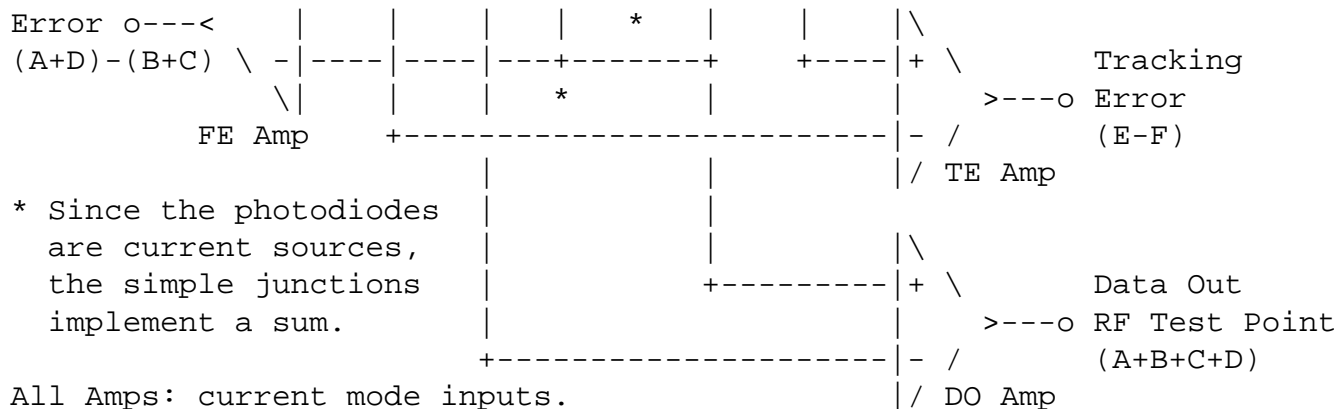 Error o---<      |    |    |   |   *   |    |    |\
(A+D)-(B+C) \ -|----|----|---+-------+    +----|+ \       Tracking
              \|    |    |   *       |         |   >---o Error
          FE Amp    +--------------------------|- /       (E-F)
                         |           |         |/ TE Amp
* Since the photodiodes  |           |
  are current sources,   |           |         |\
  the simple junctions   |           +---------|+ \       Data Out
  implement a sum.       |                     |   >---o RF Test Point
                         +---------------------|- /       (A+B+C+D)
All Amps: current mode inputs.                 |/ DO Amp